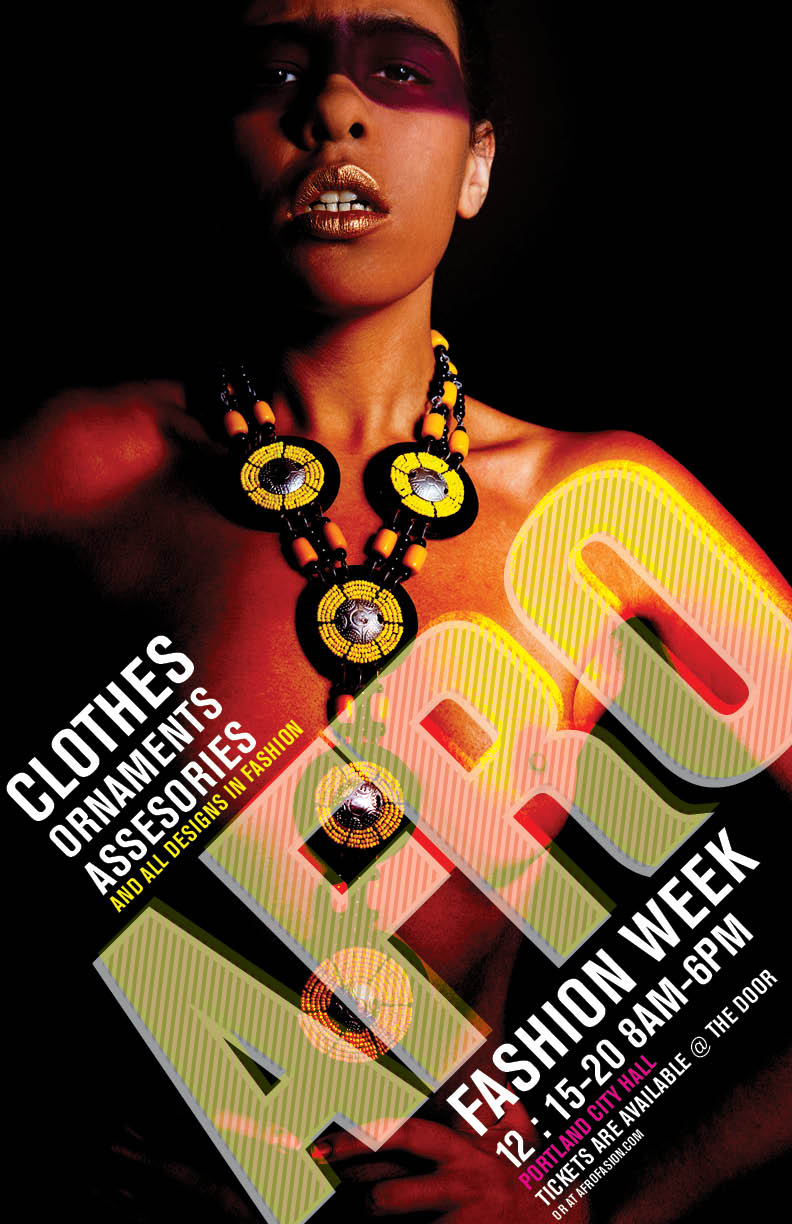 CLOTHES
ORNAMENTS
ASSESORIES
AND ALL DESIGNS IN FASHION
AFRO
FASHION WEEK
12 : 15-20 8AM-6PM
PORTLAND CITY HALL
TICKETS ARE AVAILABLE @ THE DOOR
OR AT AFROFASION.COM